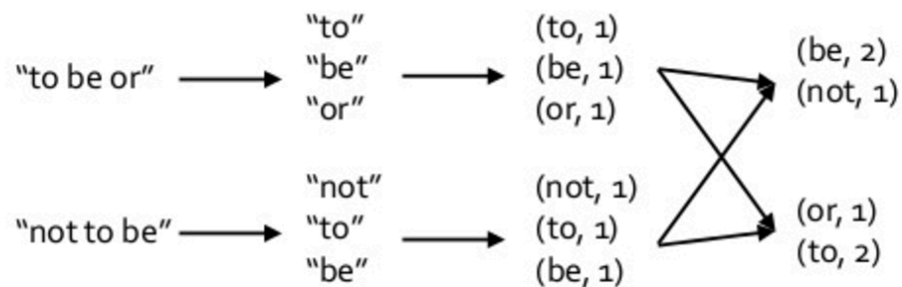 "to be or"
"to"
"be"
"or"
(to, 1)
(be, 1)
(or, 1)
(be, 2)
(not, 1)
"not to be"
"not"
"to"
"be"
(not, 1)
(to, 1)
(be, 1)
(or, 1)
(to, 2)